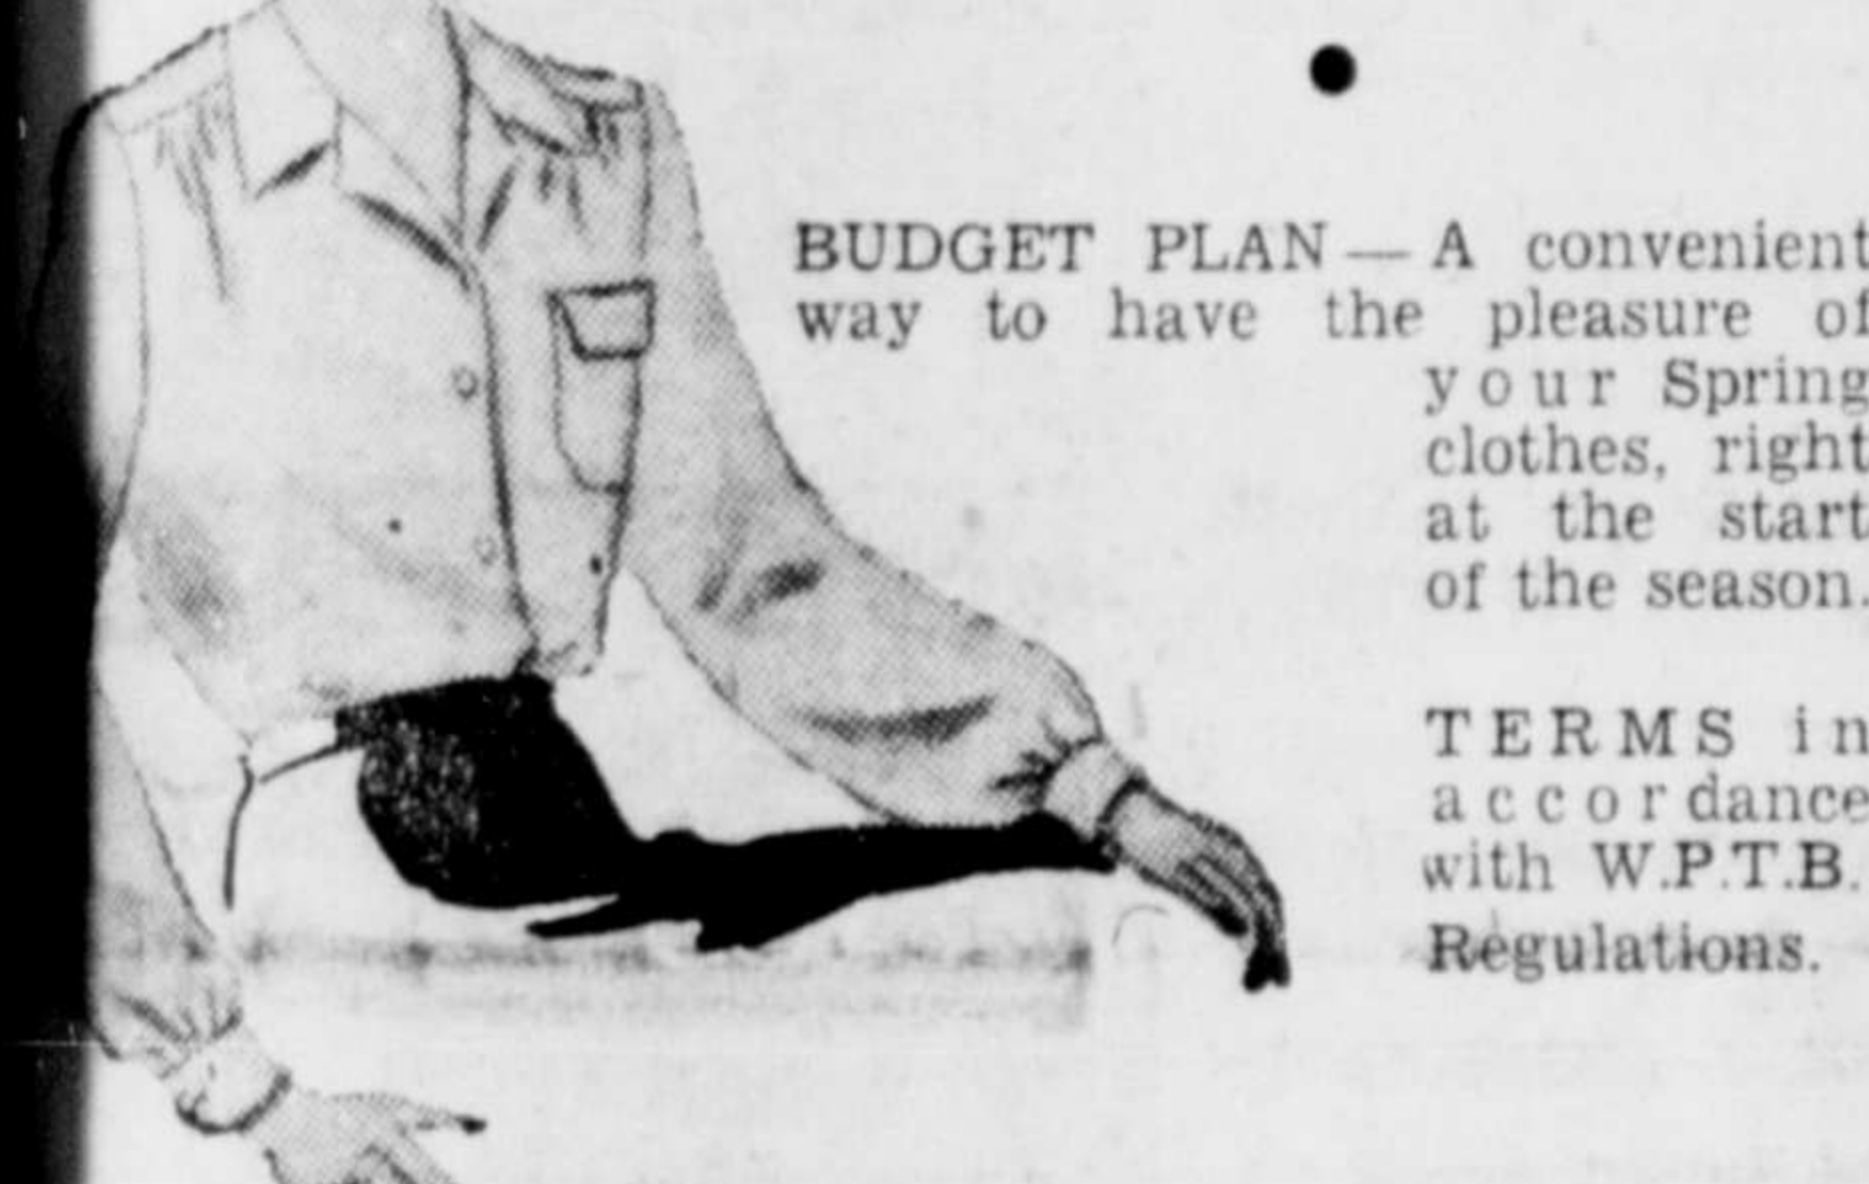 BUDGET PLAN — A convenient
way to have the pleasure of
your Spring
clothes, right
at the start
of the season.
TERMS in
accordance
with W.P.T.B.
Regulations.